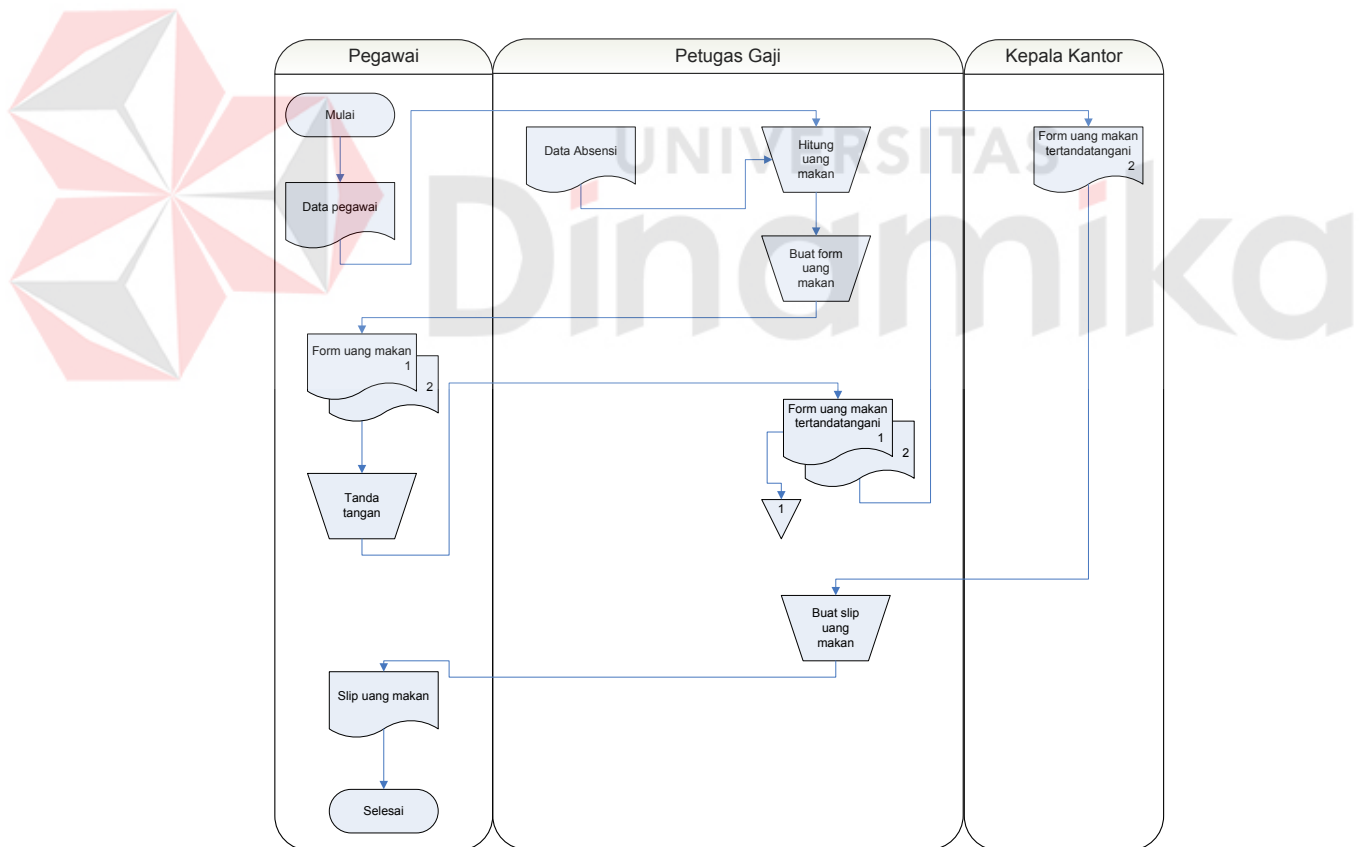 Pegawai
Petugas Gaji
Kepala Kantor
UNIVERSITAS
Dinamika
Mulai
Data pegawai
Data Absensi
Hitung
uang
makan
Buat form
uang
makan
Form uang makan
tertandatangani
2
Form uang makan
1
2
Tanda
tangan
Form uang makan
tertandatangani
1
2
1
Buat slip
uang
makan
Slip uang makan
Selesai